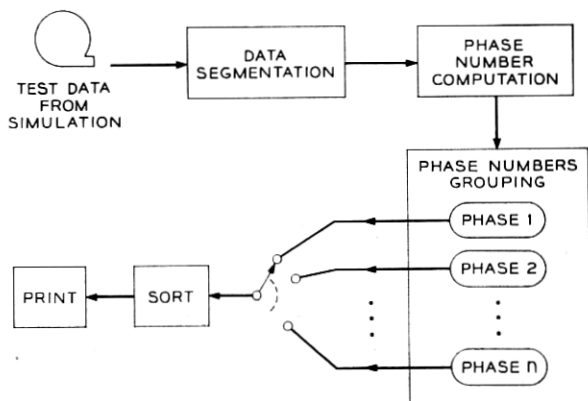 TEST DATA
FROM
SIMULATION
DATA
SEGMENTATION
PHASE
NUMBER
COMPUTATION
PHASE NUMBERS
GROUPING
PHASE 1
PHASE 2
PHASE n
SORT
PRINT